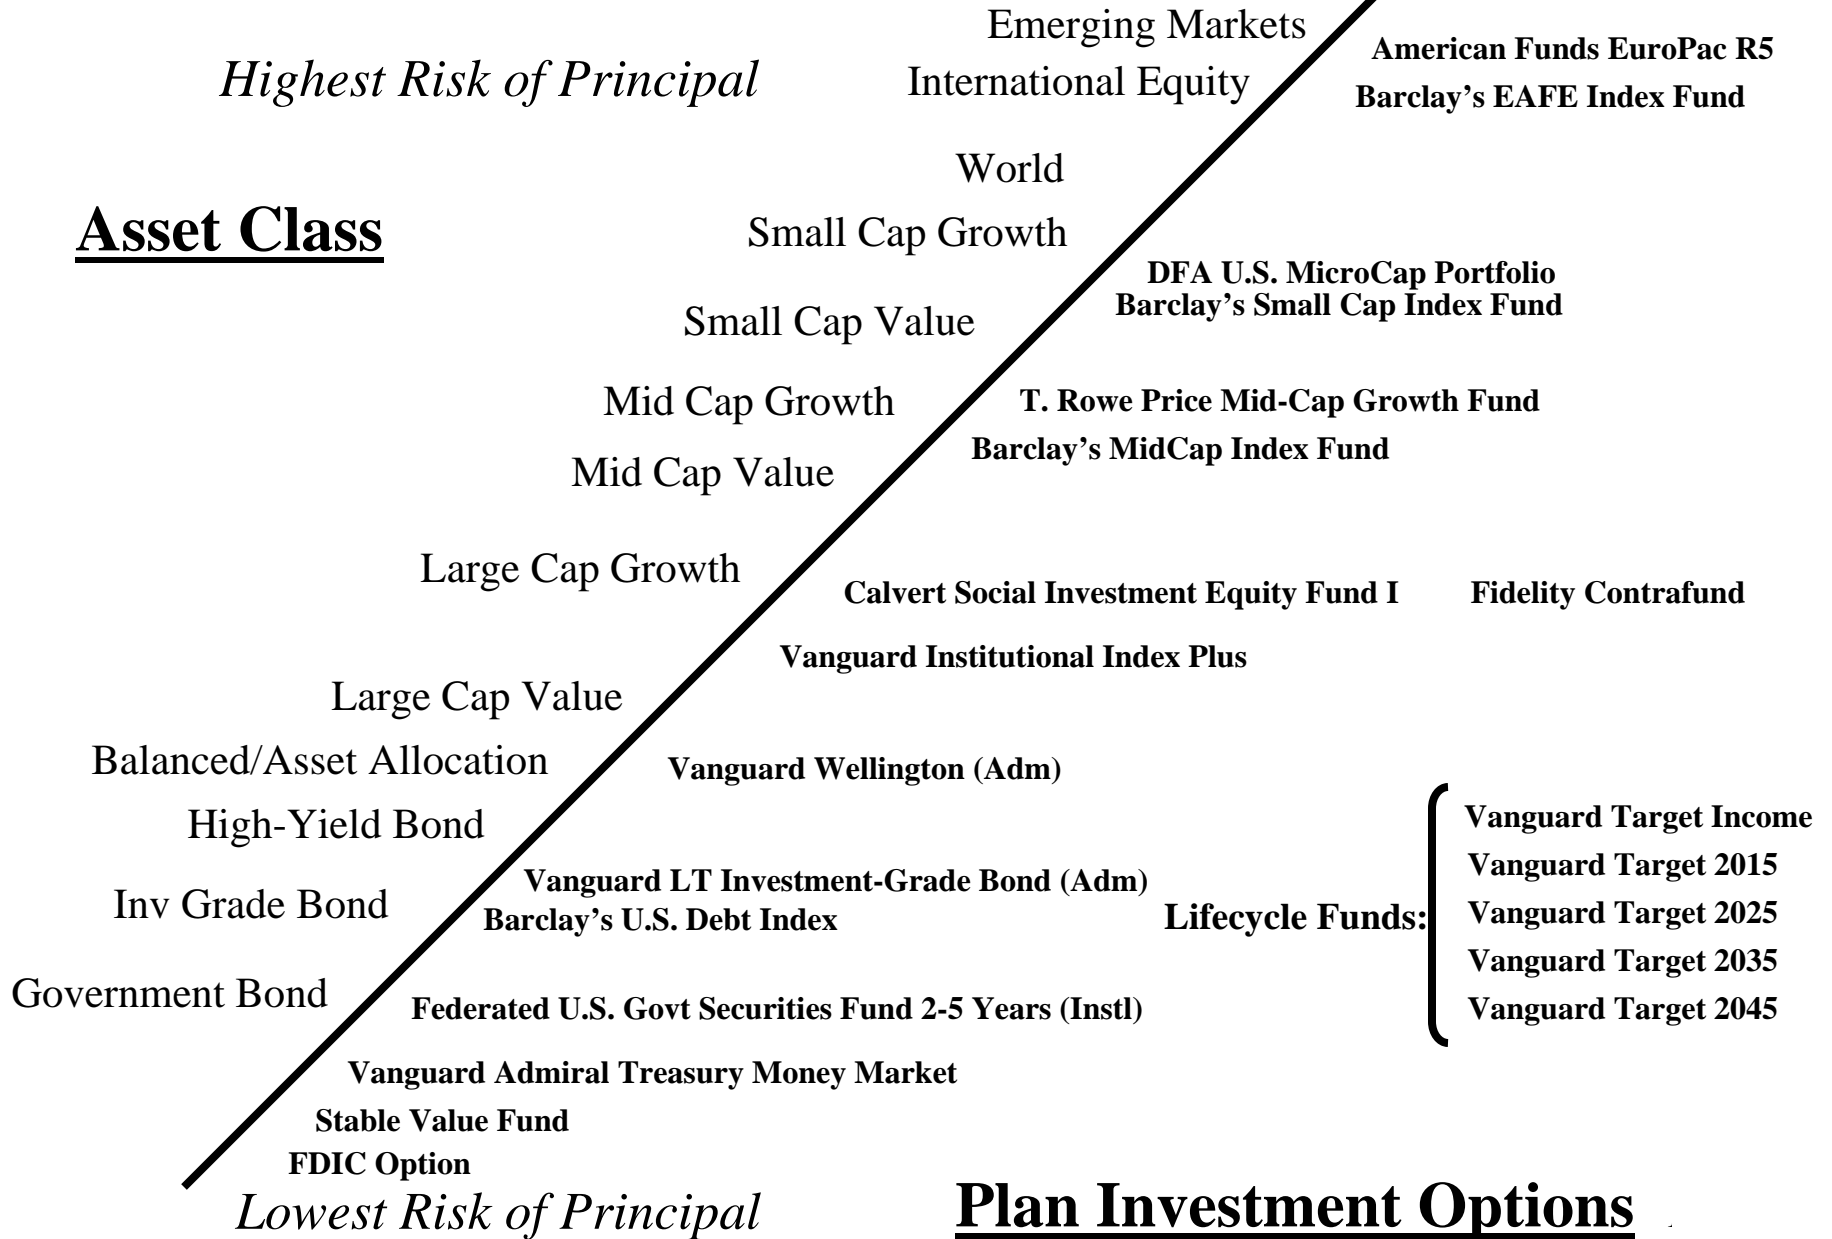 Emerging Markets
American Funds EuroPac R5
Highest Risk of Principal
International Equity
Barclay’s EAFE Index Fund
World
Asset Class
Small Cap Growth
DFA U.S. MicroCap Portfolio
Barclay’s Small Cap Index Fund
Small Cap Value
Mid Cap Growth
T. Rowe Price Mid-Cap Growth Fund
Barclay’s MidCap Index Fund
Mid Cap Value
Large Cap Growth
Calvert Social Investment Equity Fund I
Fidelity Contrafund
Vanguard Institutional Index Plus
Large Cap Value
Balanced/Asset Allocation
Vanguard Wellington (Adm)
High-Yield Bond
Vanguard LT Investment-Grade Bond (Adm)
Inv Grade Bond
Barclay’s U.S. Debt Index
Lifecycle Funds:
Vanguard Target Income
Vanguard Target 2015
Vanguard Target 2025
Vanguard Target 2035
Vanguard Target 2045
Government Bond
Federated U.S. Govt Securities Fund 2-5 Years (Instl)
Vanguard Admiral Treasury Money Market
Stable Value Fund
FDIC Option
Lowest Risk of Principal
Plan Investment Options